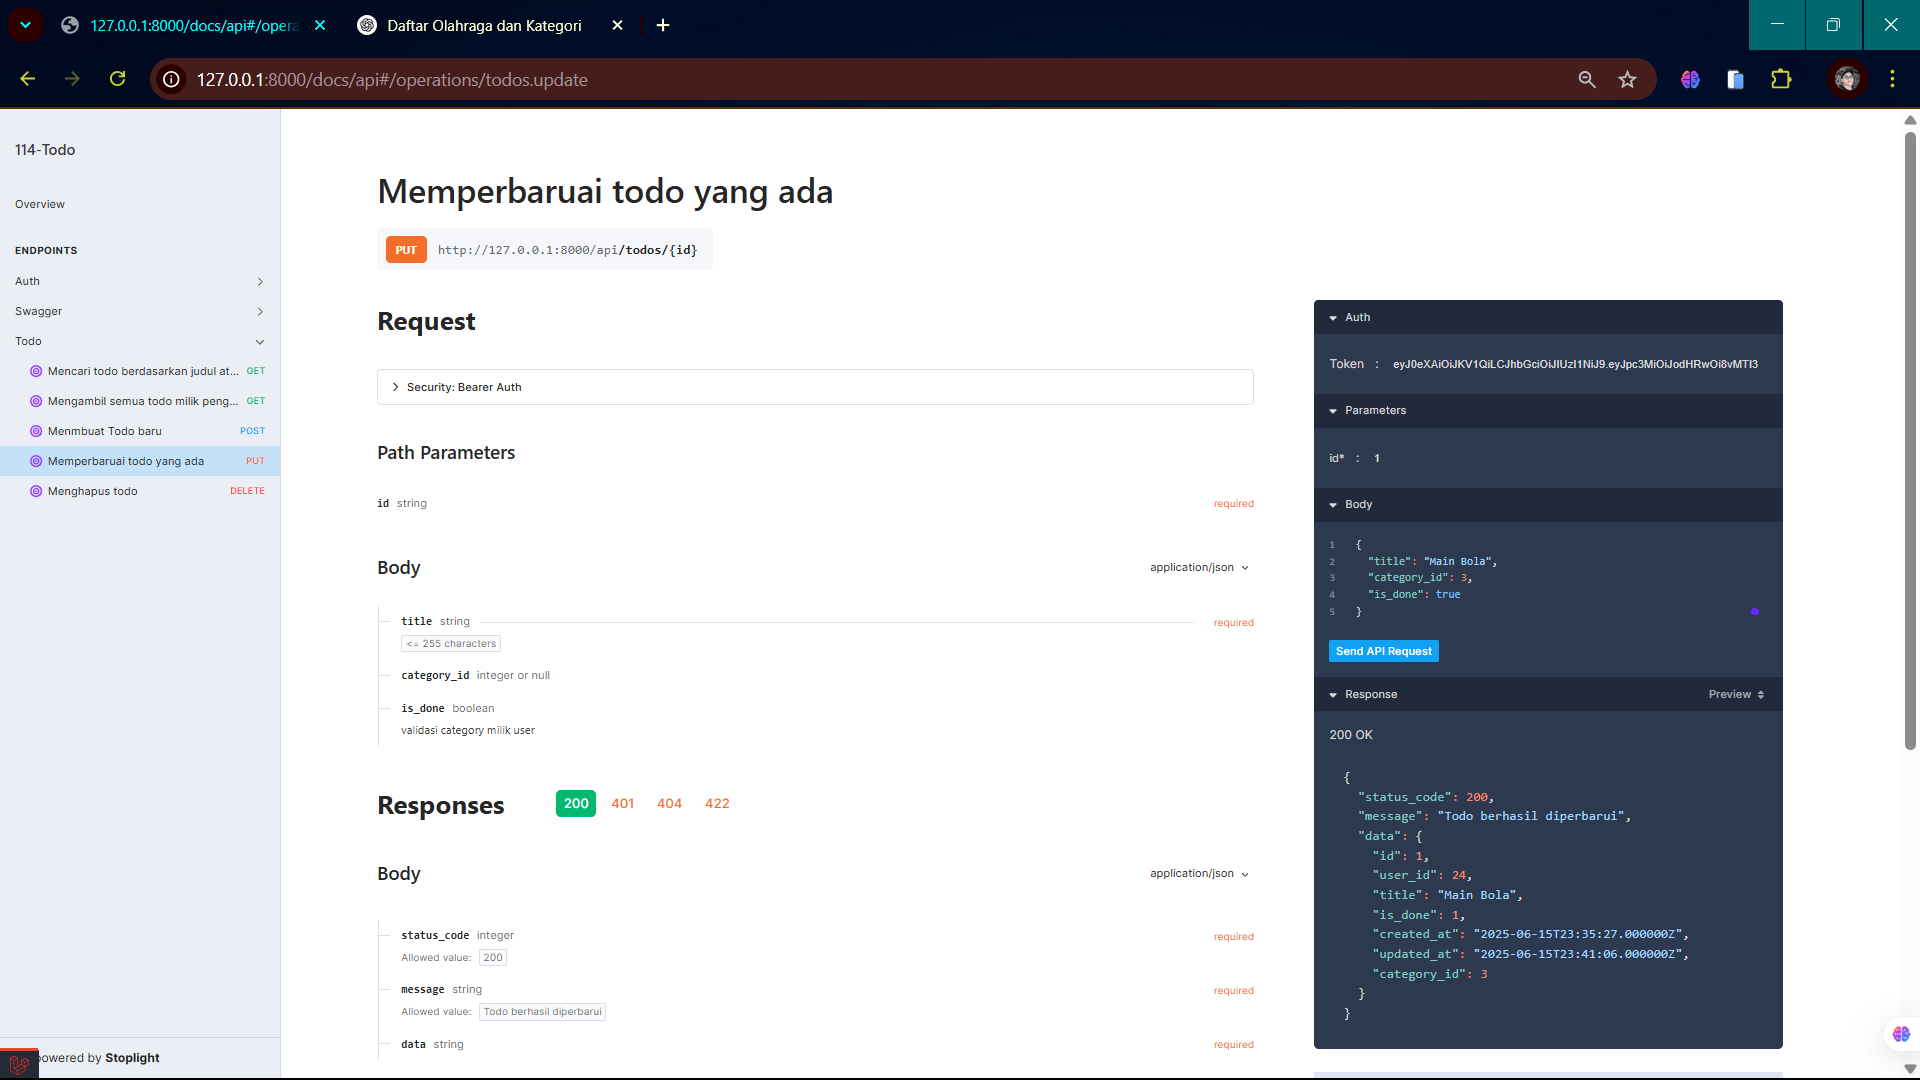 127.0.0.1:8000/docs/api#/opera
Daftar Olahraga dan Kategori
127.0.0.1:8000/docs/api#/operations/todos.update
114-Todo
Overview
ENDPOINTS
Auth
Swagger
Todo
Mencari todo berdasarkan judul at... GET
Mengambil semua todo milik peng... GET
Menmbuat Todo baru POST
Memperbaruai todo yang ada PUT
Menghapus todo DELETE
powered by Stoplight
Memperbaruai todo yang ada
PUT http://127.0.0.1:8000/api/todos/{id}
Request
Security: Bearer Auth
Path Parameters
id string required
Body application/json
title string required
<= 255 characters
category_id integer or null
is_done boolean
validasi category milik user
Responses 200 401 404 422
Body application/json
status_code integer required
Allowed value: 200
message string required
Allowed value: Todo berhasil diperbarui
data string required
Auth
Token : eyJ0eXAiOiJKV1QiLCJhbGciOiJIUzI1NiJ9.eyJpc3MiOiJodHRwOi8vMTI3
Parameters
id* : 1
Body
1 {
2 "title": "Main Bola",
3 "category_id": 3,
4 "is_done": true
5 }
Send API Request
Response Preview
200 OK
{
"status_code": 200,
"message": "Todo berhasil diperbarui",
"data": {
"id": 1,
"user_id": 24,
"title": "Main Bola",
"is_done": 1,
"created_at": "2025-06-15T23:35:27.000000Z",
"updated_at": "2025-06-15T23:41:06.000000Z",
"category_id": 3
}
}